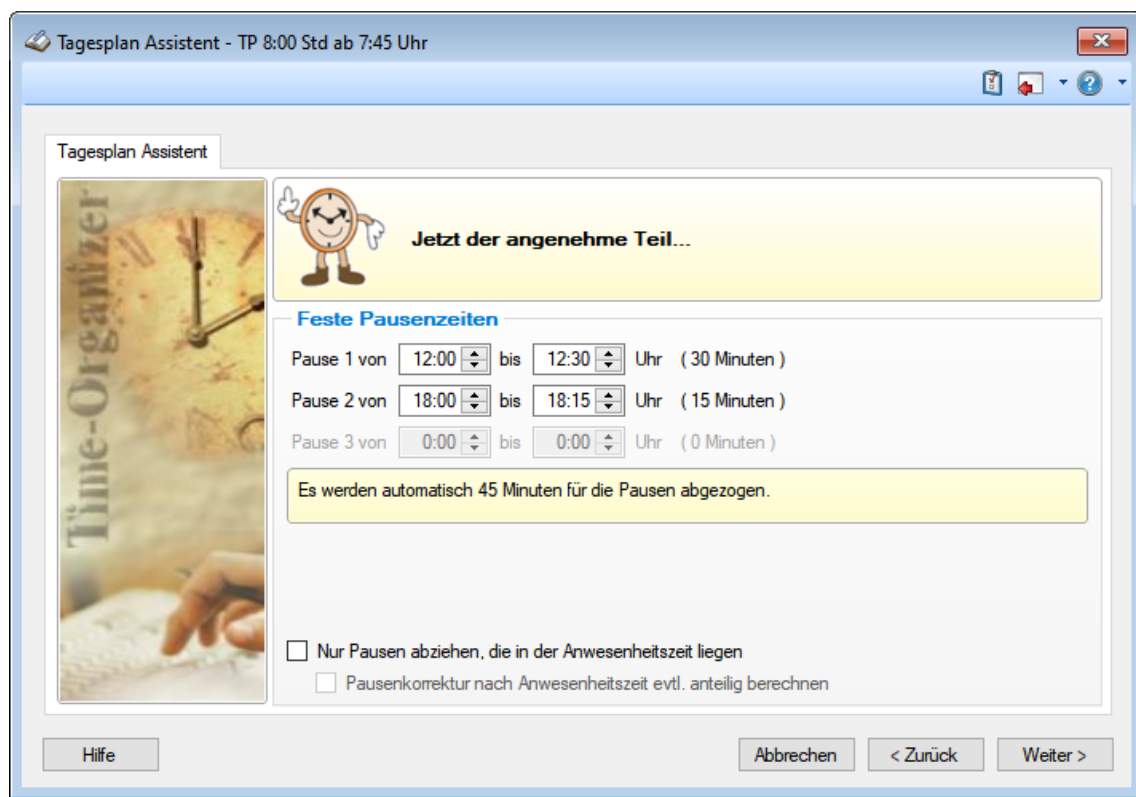 Tagesplan Assistent - TP 8:00 Std ab 7:45 Uhr
Tagesplan Assistent
Time-Organizer
Jetzt der angenehme Teil...
Feste Pausenzeiten
Pause 1 von 12:00 bis 12:30 Uhr ( 30 Minuten )
Pause 2 von 18:00 bis 18:15 Uhr ( 15 Minuten )
Pause 3 von 0:00 bis 0:00 Uhr ( 0 Minuten )
Es werden automatisch 45 Minuten für die Pausen abgezogen.
Nur Pausen abziehen, die in der Anwesenheitszeit liegen
Pausenkorrektur nach Anwesenheitszeit evtl. anteilig berechnen
Hilfe Abbrechen < Zurück Weiter >